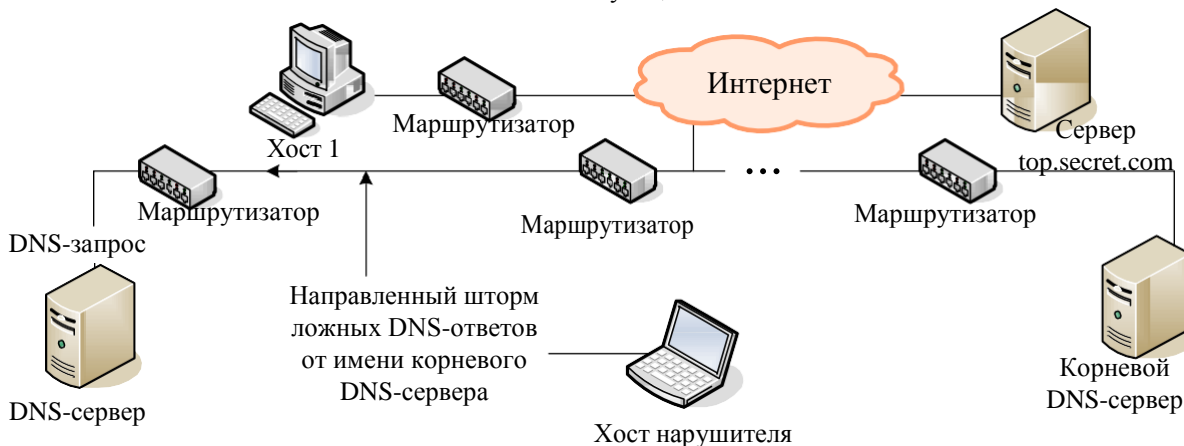 Интернет
Маршрутизатор
Сервер
top.secret.com
Хост 1
Маршрутизатор
Маршрутизатор
...
Маршрутизатор
DNS-запрос
Направленный шторм
ложных DNS-ответов
от имени корневого
DNS-сервера
Корневой
DNS-сервер
DNS-сервер
Хост нарушителя